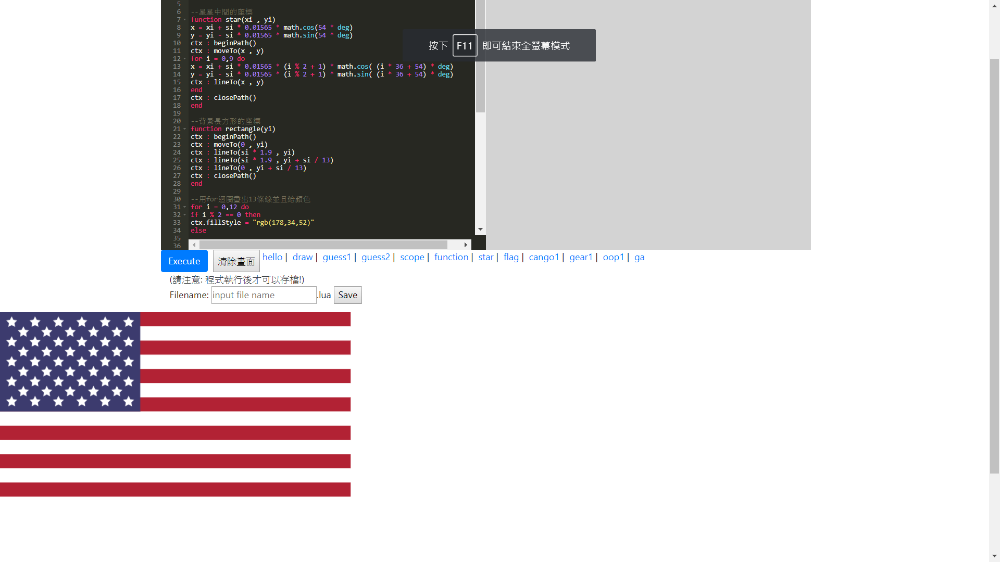 5
6 --星星中間的座標
7 function star(xi , yi)
8 x = xi + si * 0.01565 * math.cos(54 * deg)
9 y = yi - si * 0.01565 * math.sin(54 * deg)
10 ctx : beginPath()
11 ctx : moveTo(x , y)
12 for i = 0,9 do
13 x = xi + si * 0.01565 * (i % 2 + 1) * math.cos( (i * 36 + 54) * deg)
14 y = yi - si * 0.01565 * (i % 2 + 1) * math.sin( (i * 36 + 54) * deg)
15 ctx : lineTo(x , y)
16 end
17 ctx : closePath()
18 end
19
20 --背景長方形的座標
21 function rectangle(yi)
22 ctx : beginPath()
23 ctx : moveTo(0 , yi)
24 ctx : lineTo(si * 1.9 , yi)
25 ctx : lineTo(si * 1.9 , yi + si / 13)
26 ctx : lineTo(0 , yi + si / 13)
27 ctx : closePath()
28 end
29
30 --用for迴圈畫出13條線並且給顏色
31 for i = 0,12 do
32 if i % 2 == 0 then
33 ctx.fillStyle = "rgb(178,34,52)"
34 else
35
36
按下 F11 即可結束全螢幕模式
Execute 清除畫面 hello | draw | guess1 | guess2 | scope | function | star | flag | cango1 | gear1 | oop1 | ga
(請注意: 程式執行後才可以存檔!)
Filename: input file name .lua Save